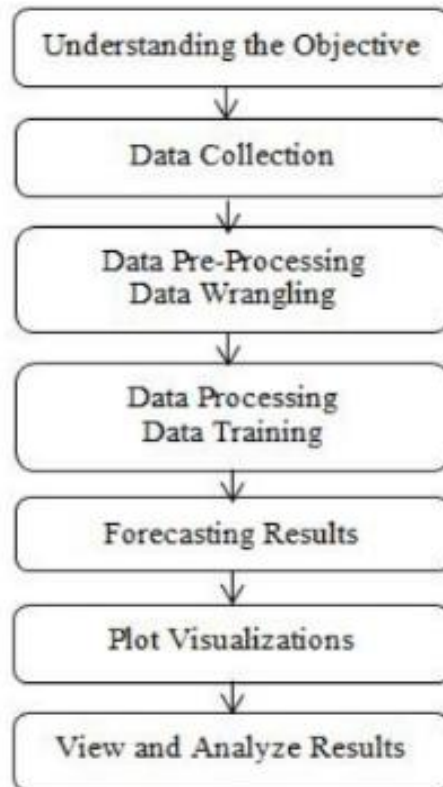 Understanding the Objective
Data Collection
Data Pre-Processing
Data Wrangling
Data Processing
Data Training
Forecasting Results
Plot Visualizations
View and Analyze Results